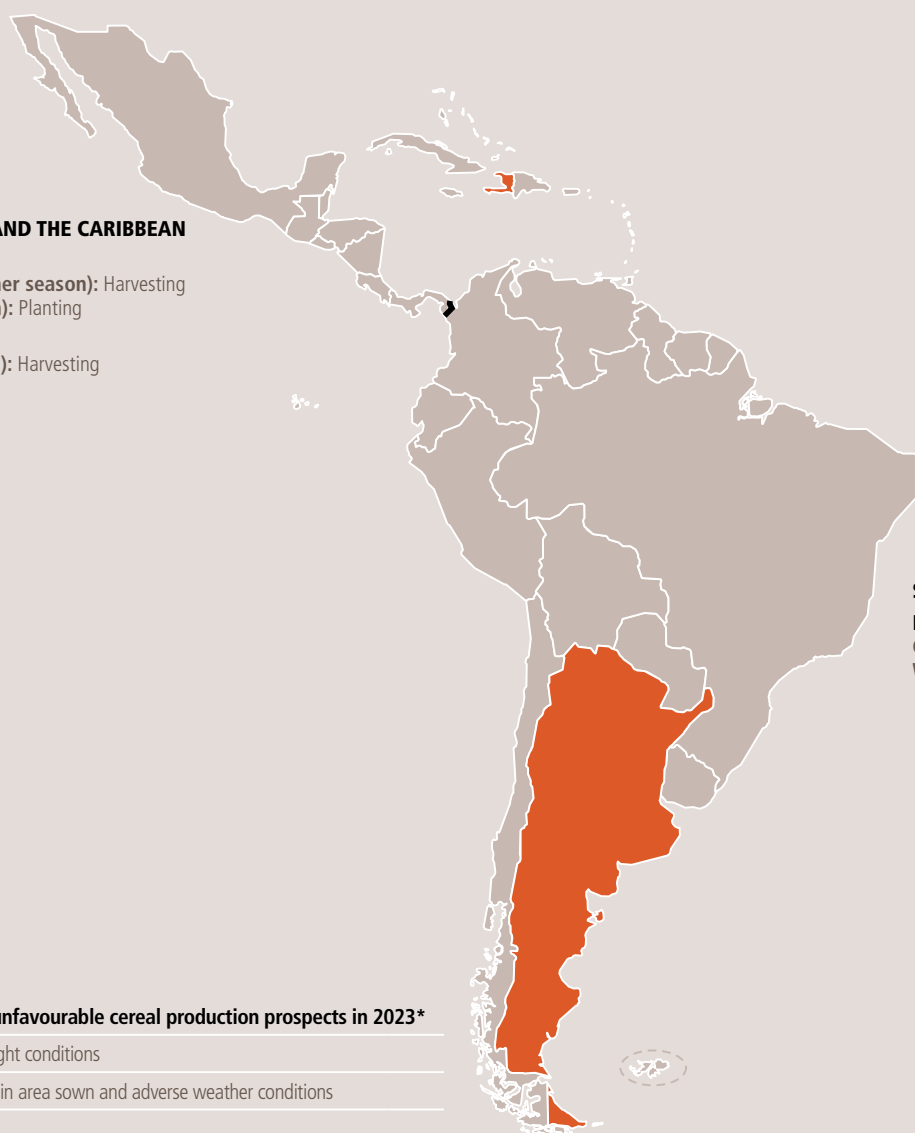 AND THE CARIBBEAN
ner season): Harvesting
): Planting
): Harvesting
unfavourable cereal production prospects in 2023*
ght conditions
in area sown and adverse weather conditions